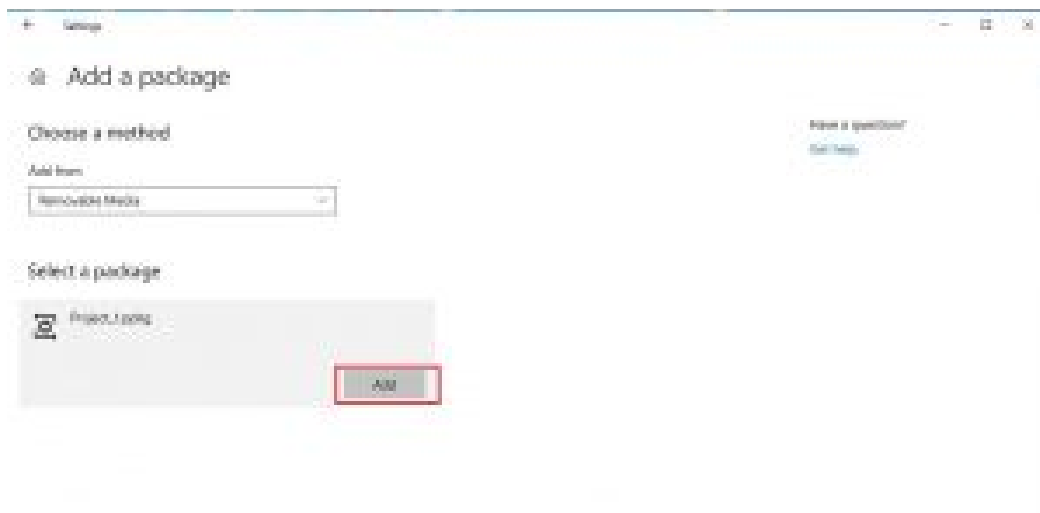 Settings
Add a package
Choose a method
Have a question?
Get help
Add from
Removable Media
Select a package
Add